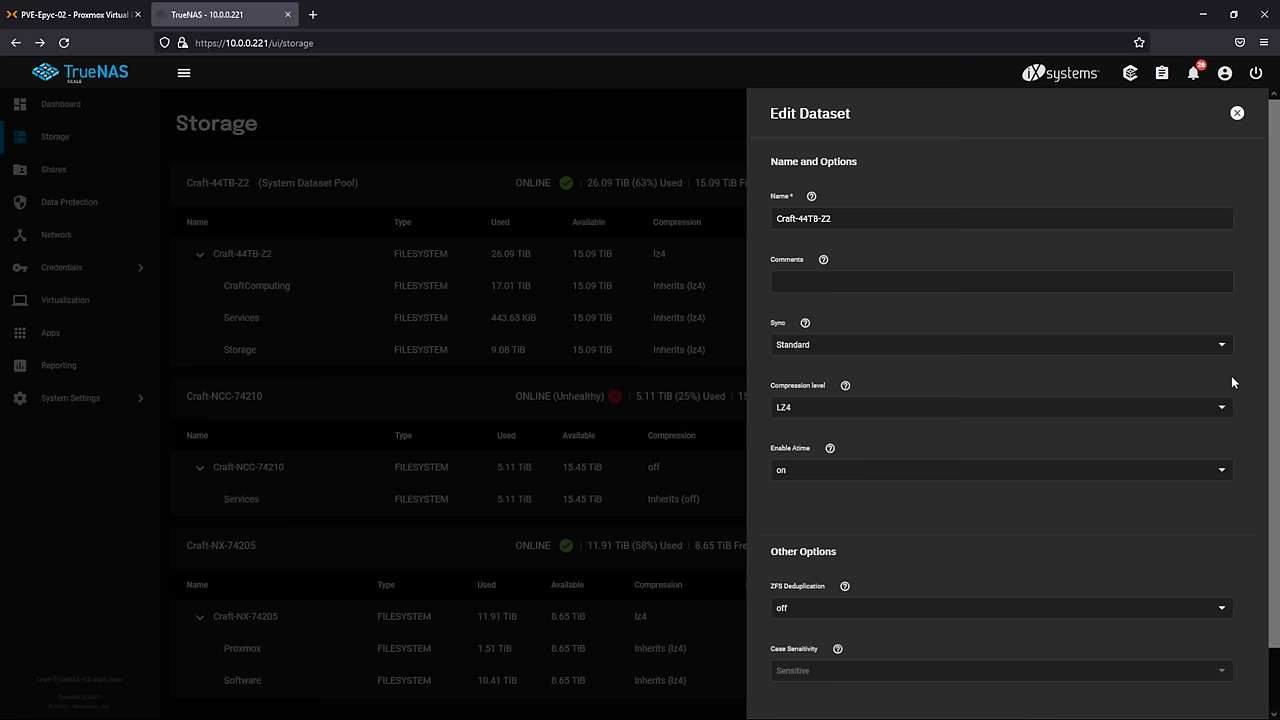 PVE-Epyc-02 - Proxmox Virtual
TrueNAS - 10.0.0.221
https://10.0.0.221/ui/storage
TrueNAS
SCALE
iXsystems
26
Dashboard
Storage
Shares
Data Protection
Network
Credentials
Virtualization
Apps
Reporting
System Settings
Storage
Craft-44TB-Z2 (System Dataset Pool) ONLINE 26.09 TiB (63%) Used | 15.09 TiB Fr
Name Type Used Available Compression
Craft-44TB-Z2 FILESYSTEM 26.09 TiB 15.09 TiB lz4
CraftComputing FILESYSTEM 17.01 TiB 15.09 TiB Inherits (lz4)
Services FILESYSTEM 443.63 KiB 15.09 TiB Inherits (lz4)
Storage FILESYSTEM 9.08 TiB 15.09 TiB Inherits (lz4)
Craft-NCC-74210 ONLINE (Unhealthy) | 5.11 TiB (25%) Used | 15
Name Type Used Available Compression
Craft-NCC-74210 FILESYSTEM 5.11 TiB 15.45 TiB off
Services FILESYSTEM 5.11 TiB 15.45 TiB Inherits (off)
Craft-NX-74205 ONLINE | 11.91 TiB (58%) Used | 8.65 TiB Fre
Name Type Used Available Compression
Craft-NX-74205 FILESYSTEM 11.91 TiB 8.65 TiB lz4
Proxmox FILESYSTEM 1.51 TiB 8.65 TiB Inherits (lz4)
Software FILESYSTEM 10.41 TiB 8.65 TiB Inherits (lz4)
Edit Dataset
Name and Options
Name *
Craft-44TB-Z2
Comments
Sync
Standard
Compression level
LZ4
Enable Atime
on
Other Options
ZFS Deduplication
off
Case Sensitivity
Sensitive